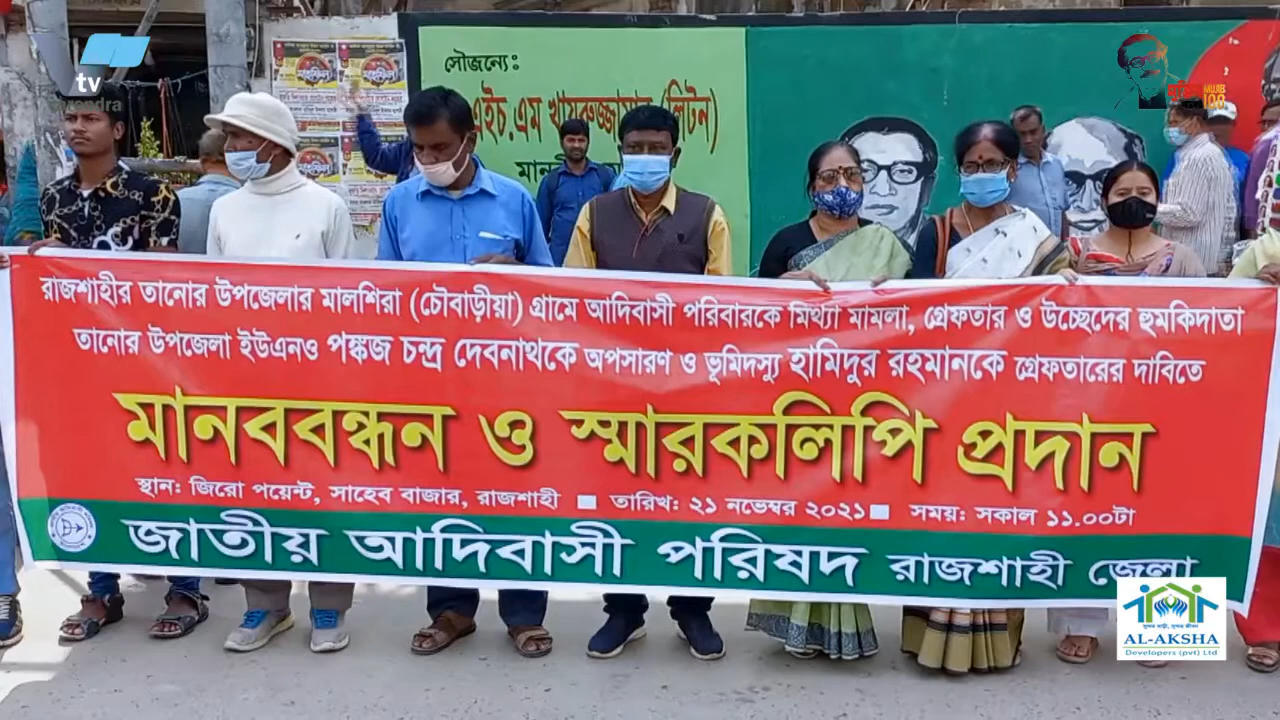 tv
সৌজন্যে:
এইচ.এম খায়রুজ্জামান (লিটন)
MUJIB
100
রাজশাহীর তানোর উপজেলার মালশিরা (চৌবাড়ীয়া) গ্রামে আদিবাসী পরিবারকে মিথ্যা মামলা, গ্রেফতার ও উচ্ছেদের হুমকিদাতা
তানোর উপজেলা ইউএনও পঙ্কজ চন্দ্র দেবনাথকে অপসারণ ও ভূমিদস্যু হামিদুর রহমানকে গ্রেফতারের দাবিতে
মানববন্ধন ও স্মারকলিপি প্রদান
স্থান: জিরো পয়েন্ট, সাহেব বাজার, রাজশাহী ■ তারিখ: ২১ নভেম্বর ২০২১ ■ সময়: সকাল ১১.০০টা
জাতীয় আদিবাসী পরিষদ রাজশাহী জেলা
AL-AKSHA
Developers (pvt) Ltd